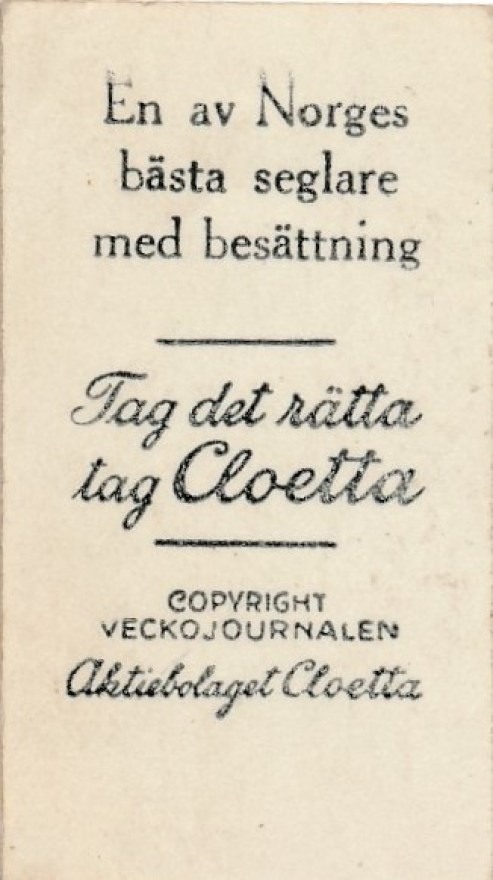 En av Norges
bästa seglare
med besättning
Tag det rätta
tag Cloetta
COPYRIGHT
VECKOJOURNALEN
Aktiebolaget Cloetta